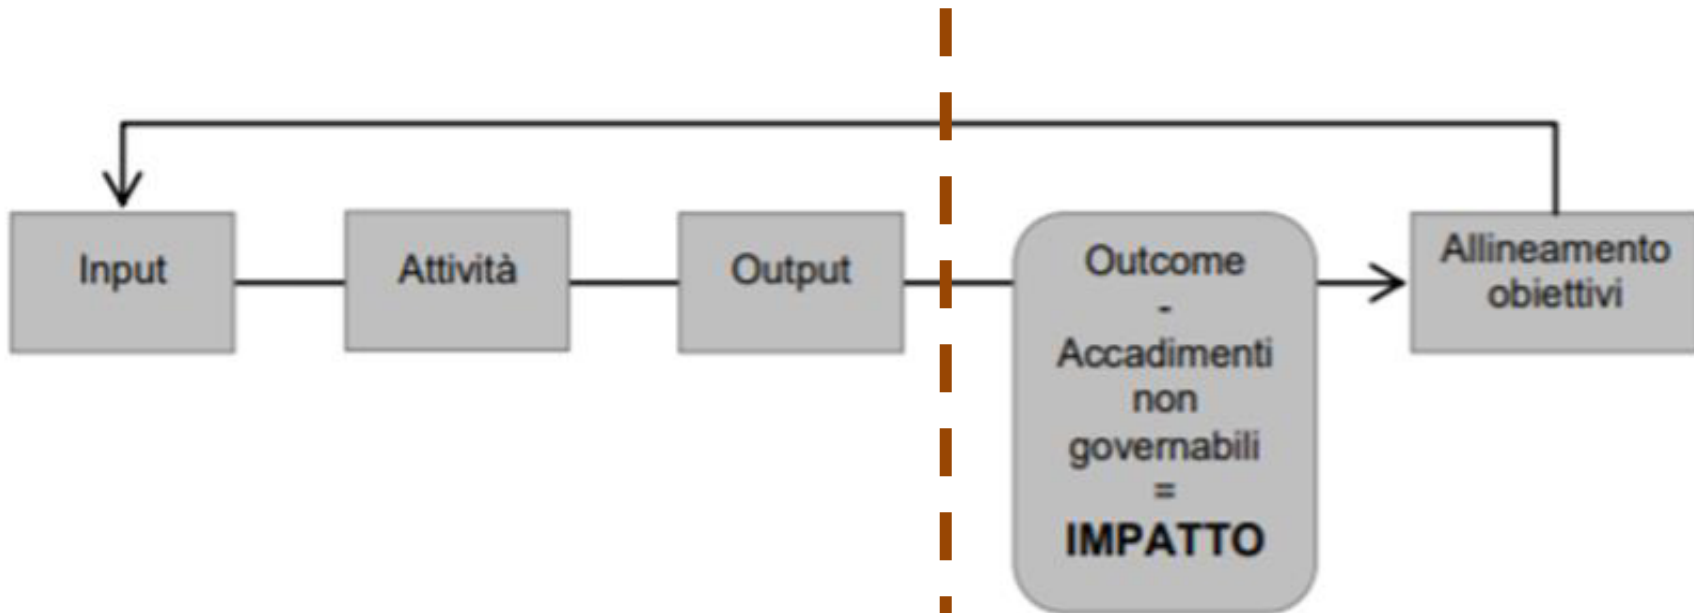 Input
Attività
Output
Outcome
-
Accadimenti
non
governabili
=
IMPATTO
Allineamento
obiettivi